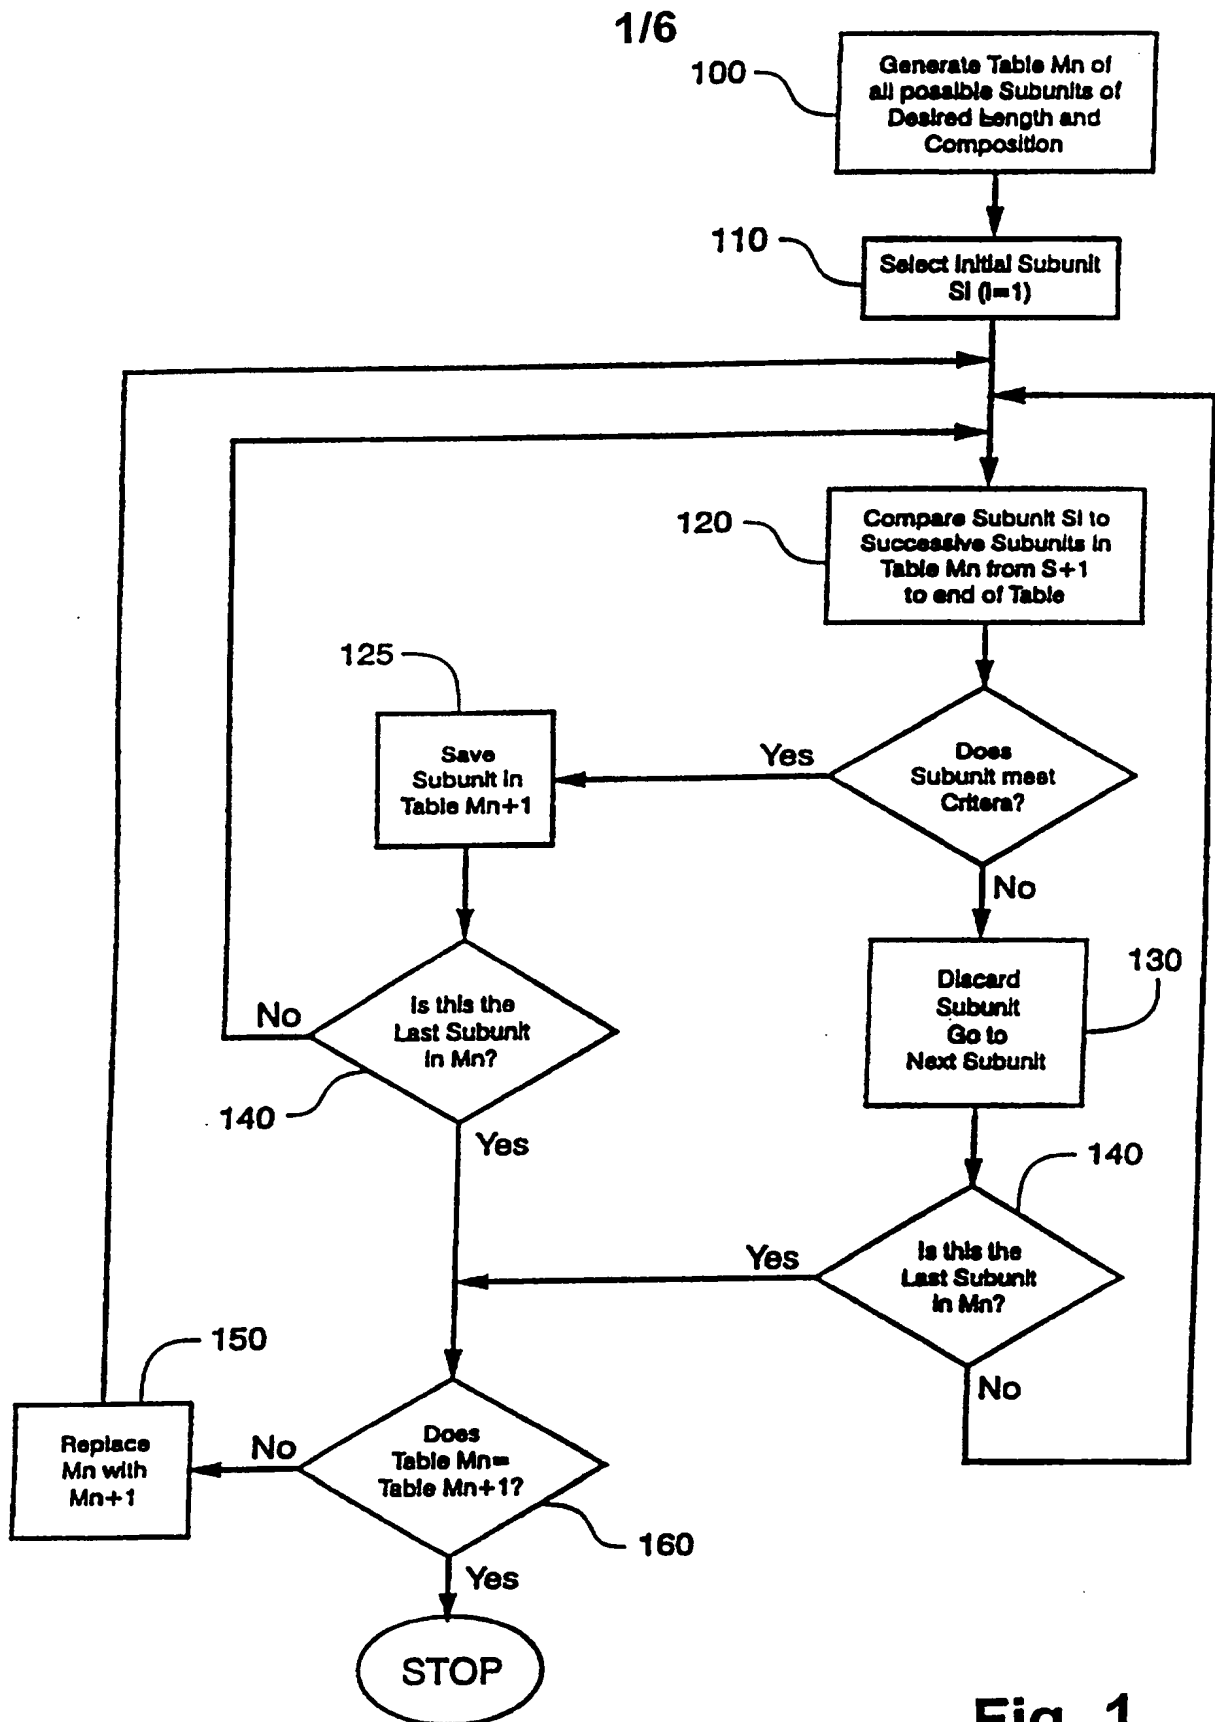 1/6
100
Generate Table Mn of
all possible Subunits of
Desired Length and
Composition
110
Select Initial Subunit
SI (I=1)
120
Compare Subunit SI to
Successive Subunits in
Table Mn from S+1
to end of Table
125
Save
Subunit in
Table Mn+1
Yes
Does
Subunit meet
Critera?
No
130
Discard
Subunit
Go to
Next Subunit
No
Is this the
Last Subunit
in Mn?
140
Yes
140
Yes
Is this the
Last Subunit
in Mn?
No
150
Replace
Mn with
Mn+1
No
Does
Table Mn=
Table Mn+1?
160
Yes
STOP
Fig. 1